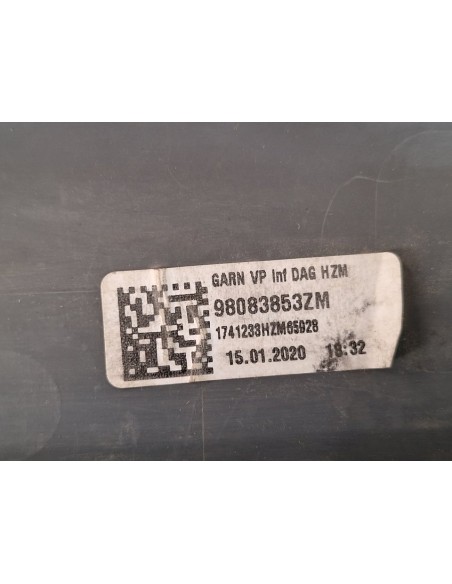 GARN VP Inf DAG HZM
98083853ZM
1741233HZM65928
15.01.2020 18:32